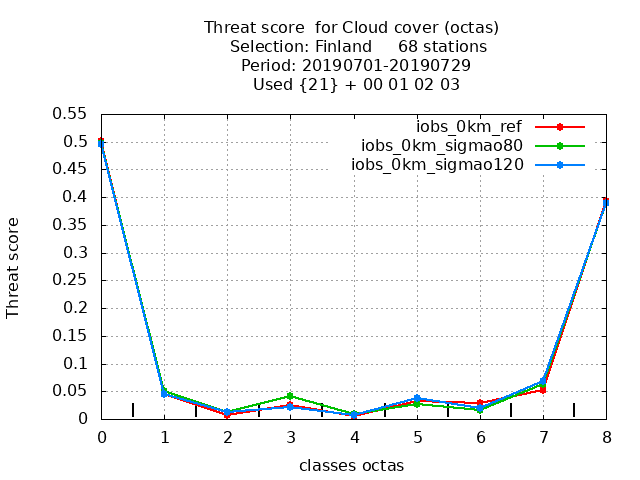 Threat score  for Cloud cover (octas)
Selection: Finland     68 stations
Period: 20190701-20190729
Used {21} + 00 01 02 03
iobs_0km_ref
iobs_0km_sigmao80
iobs_0km_sigmao120
0.55
0.5
0.45
0.4
0.35
0.3
0.25
0.2
0.15
0.1
0.05
0
Threat score
0 1 2 3 4 5 6 7 8
classes octas